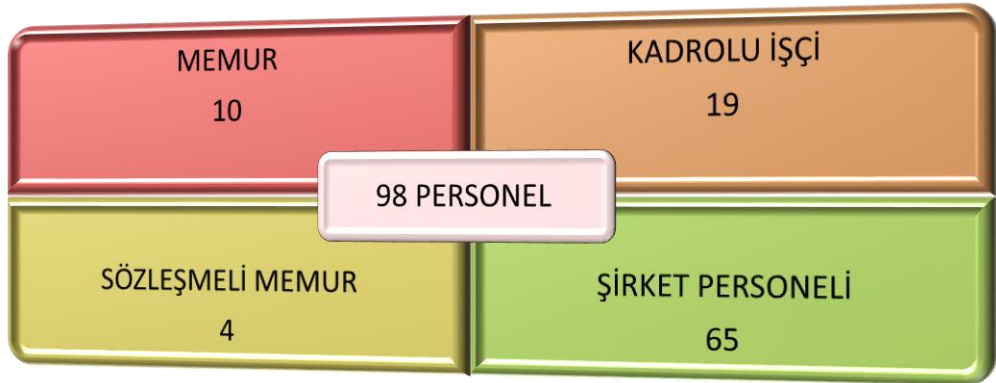 MEMUR
10
KADROLU İŞÇİ
19
98 PERSONEL
SÖZLEŞMELİ MEMUR
4
ŞİRKET PERSONELİ
65